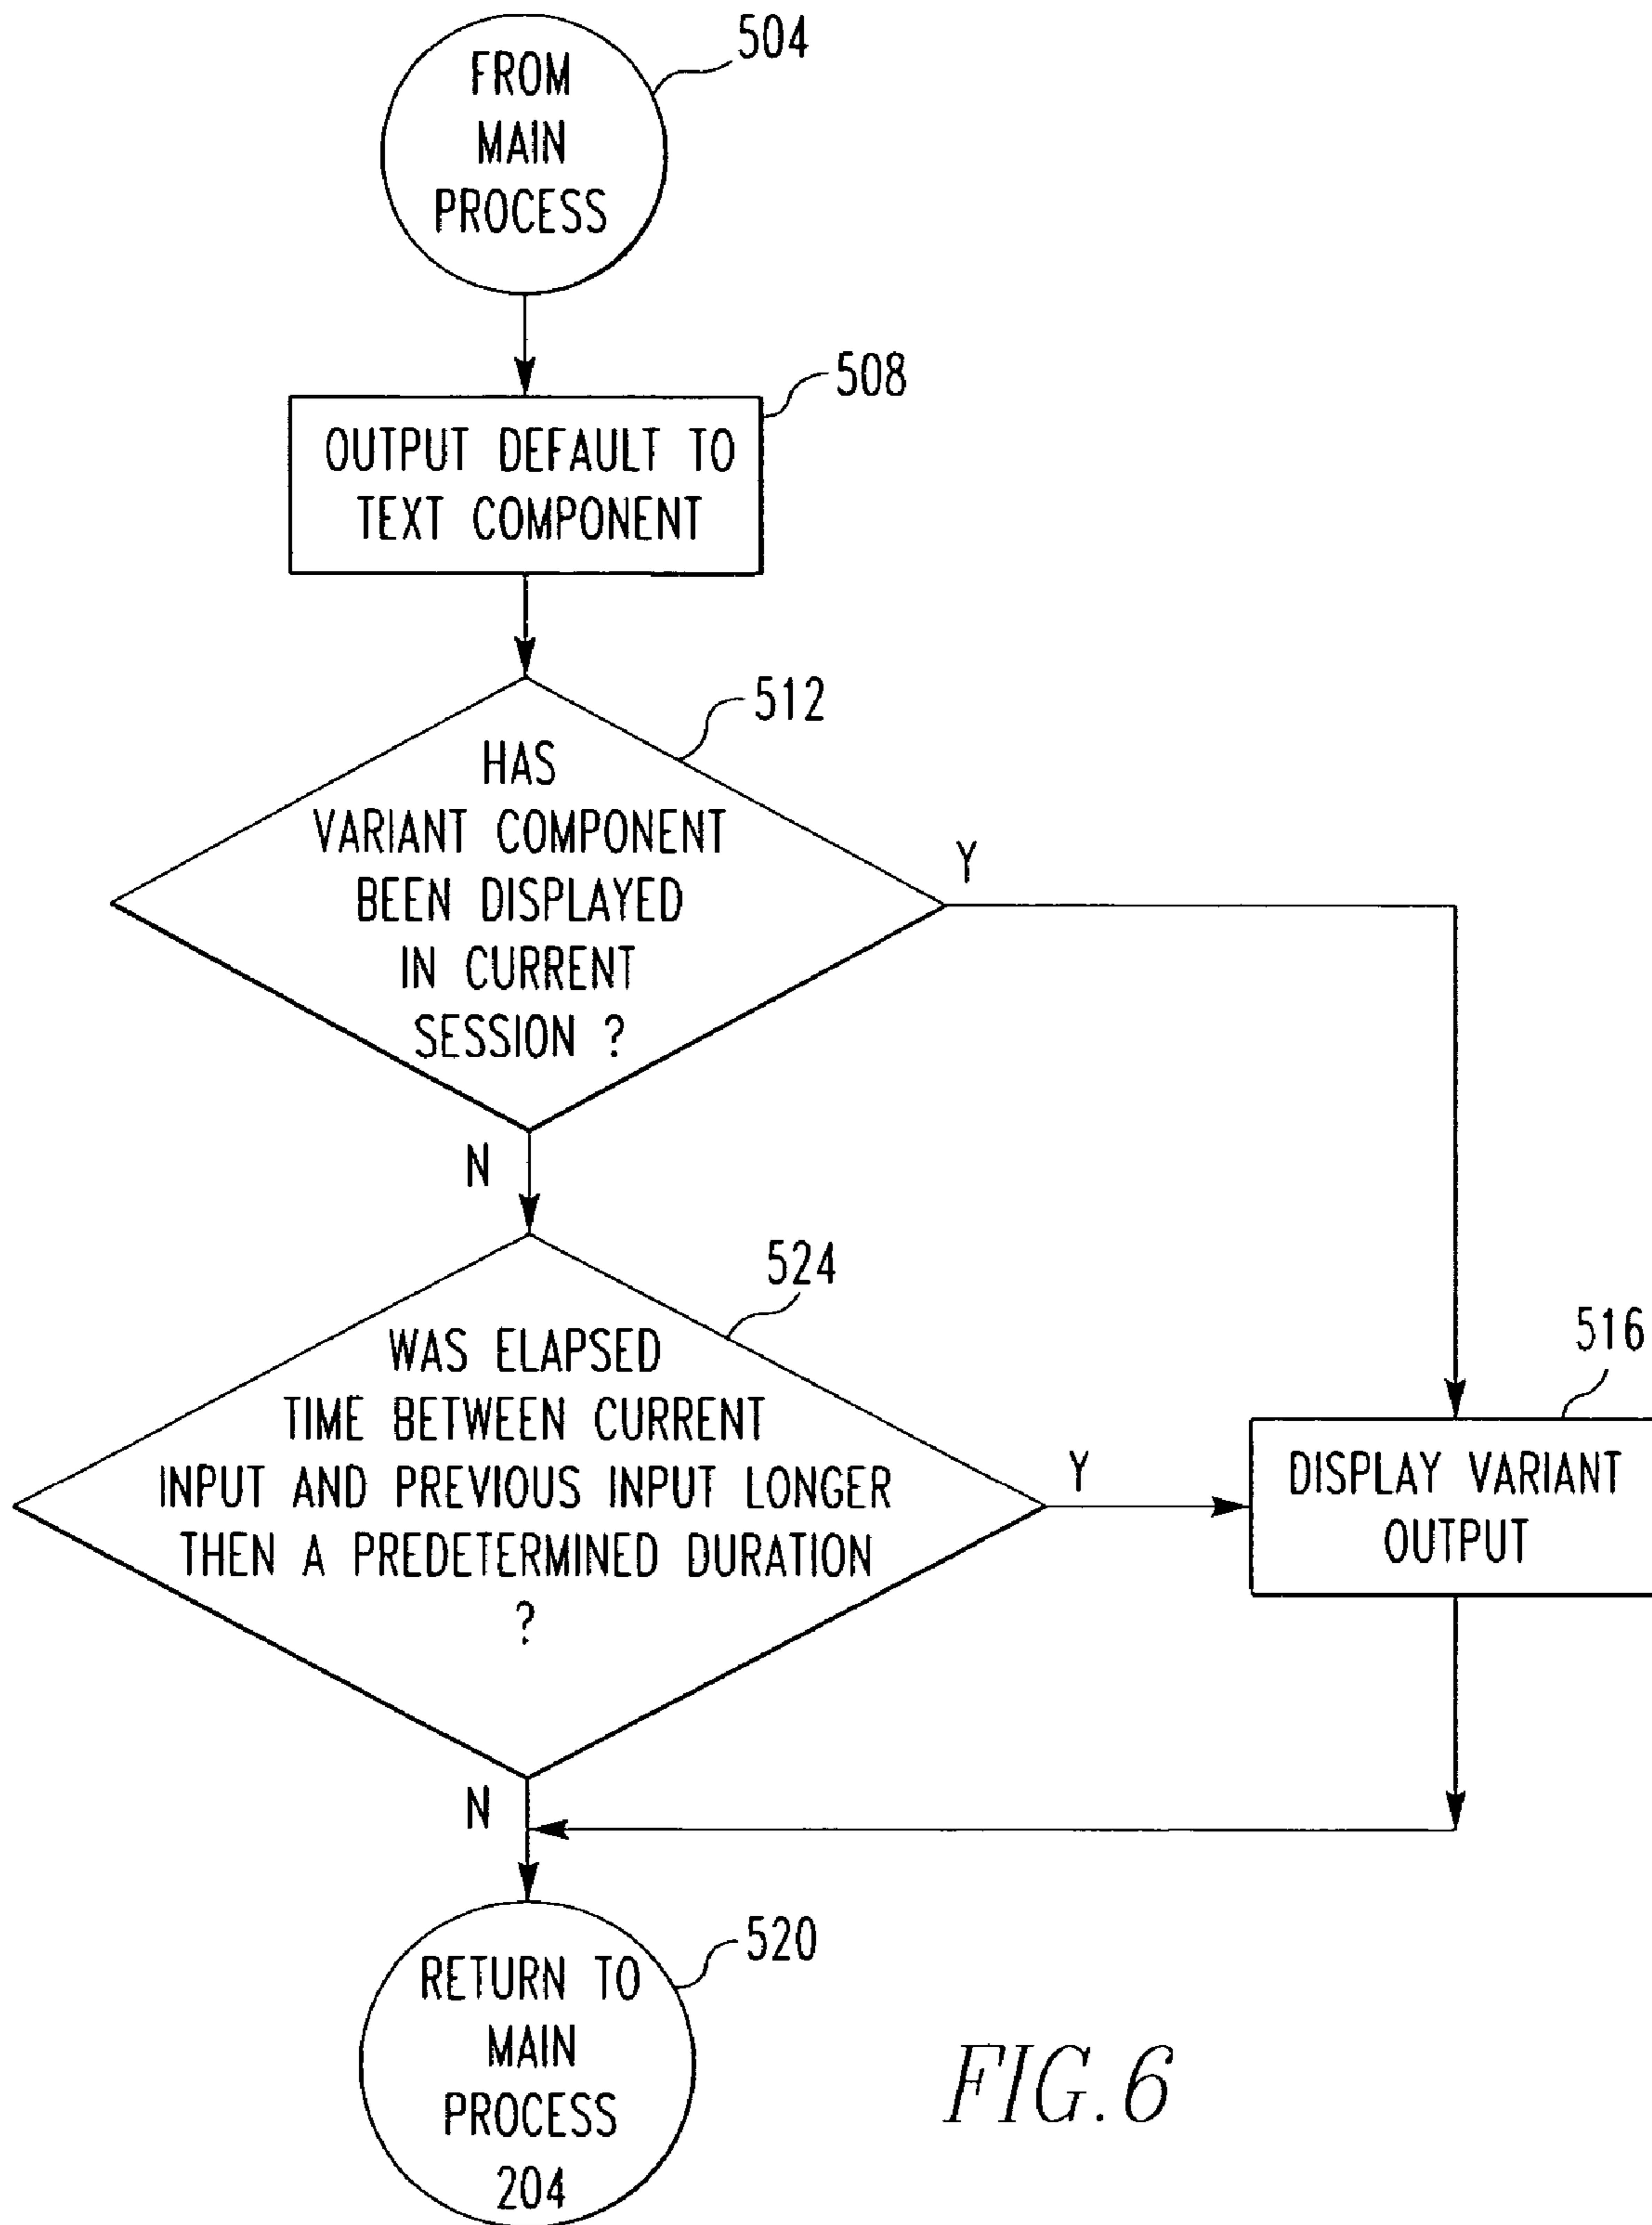 504
FROM
MAIN
PROCESS
508
OUTPUT DEFAULT TO
TEXT COMPONENT
512
HAS
VARIANT COMPONENT
BEEN DISPLAYED
IN CURRENT
SESSION ?
Y
N
524
WAS ELAPSED
TIME BETWEEN CURRENT
INPUT AND PREVIOUS INPUT LONGER
THEN A PREDETERMINED DURATION
?
Y
516
DISPLAY VARIANT
OUTPUT
N
520
RETURN TO
MAIN
PROCESS
204
FIG. 6